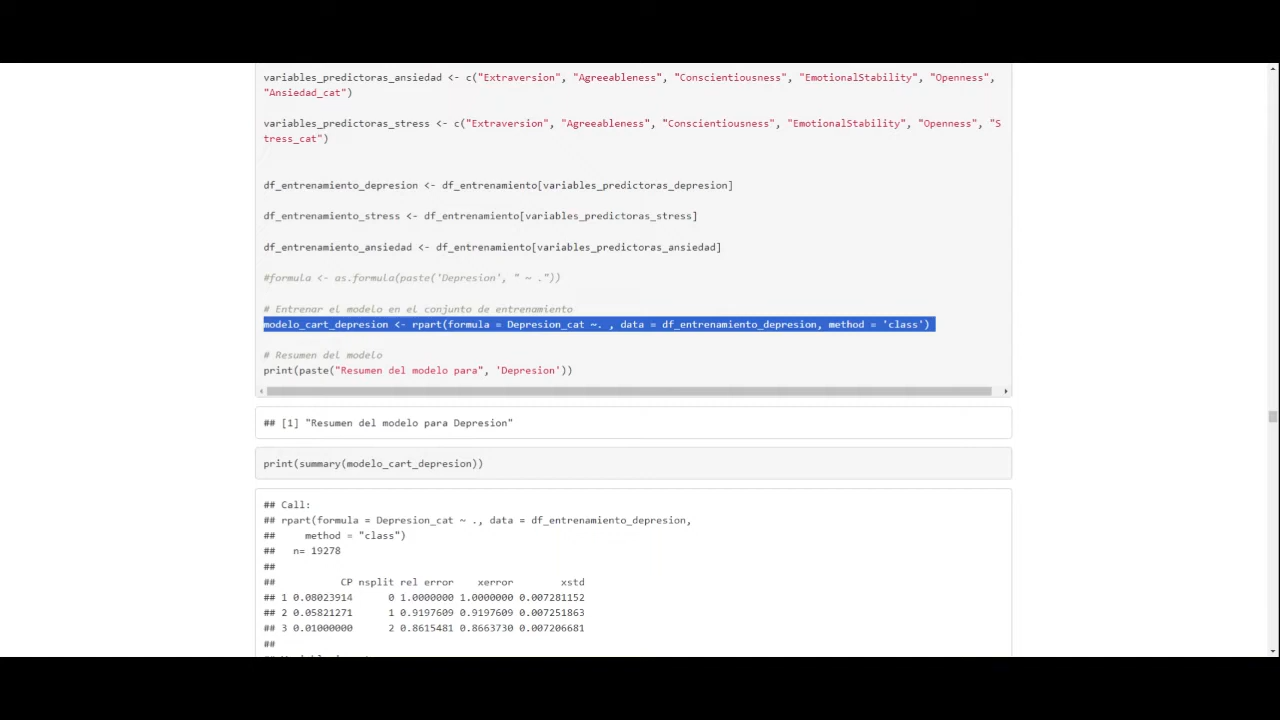 variables_predictoras_ansiedad <- c("Extraversion", "Agreeableness", "Conscientiousness", "EmotionalStability", "Openness",
"Ansiedad_cat")
variables_predictoras_stress <- c("Extraversion", "Agreeableness", "Conscientiousness", "EmotionalStability", "Openness", "S
tress_cat")
df_entrenamiento_depresion <- df_entrenamiento[variables_predictoras_depresion]
df_entrenamiento_stress <- df_entrenamiento[variables_predictoras_stress]
df_entrenamiento_ansiedad <- df_entrenamiento[variables_predictoras_ansiedad]
#formula <- as.formula(paste('Depresion', " ~ ."))
# Entrenar el modelo en el conjunto de entrenamiento
modelo_cart_depresion <- rpart(formula = Depresion_cat ~. , data = df_entrenamiento_depresion, method = 'class')
# Resumen del modelo
print(paste("Resumen del modelo para", 'Depresion'))
## [1] "Resumen del modelo para Depresion"
print(summary(modelo_cart_depresion))
## Call:
## rpart(formula = Depresion_cat ~ ., data = df_entrenamiento_depresion,
##     method = "class")
##   n= 19278
##
##           CP nsplit rel error    xerror        xstd
## 1 0.08023914      0 1.0000000 1.0000000 0.007281152
## 2 0.05821271      1 0.9197609 0.9197609 0.007251863
## 3 0.01000000      2 0.8615481 0.8663730 0.007206681
##